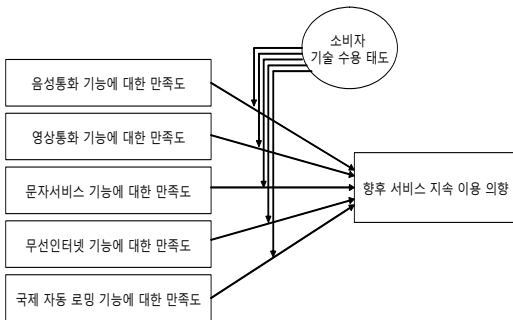 소비자
기술 수용 태도
음성통화 기능에 대한 만족도
영상통화 기능에 대한 만족도
문자서비스 기능에 대한 만족도
향후 서비스 지속 이용 의향
무선인터넷 기능에 대한 만족도
국제 자동 로밍 기능에 대한 만족도